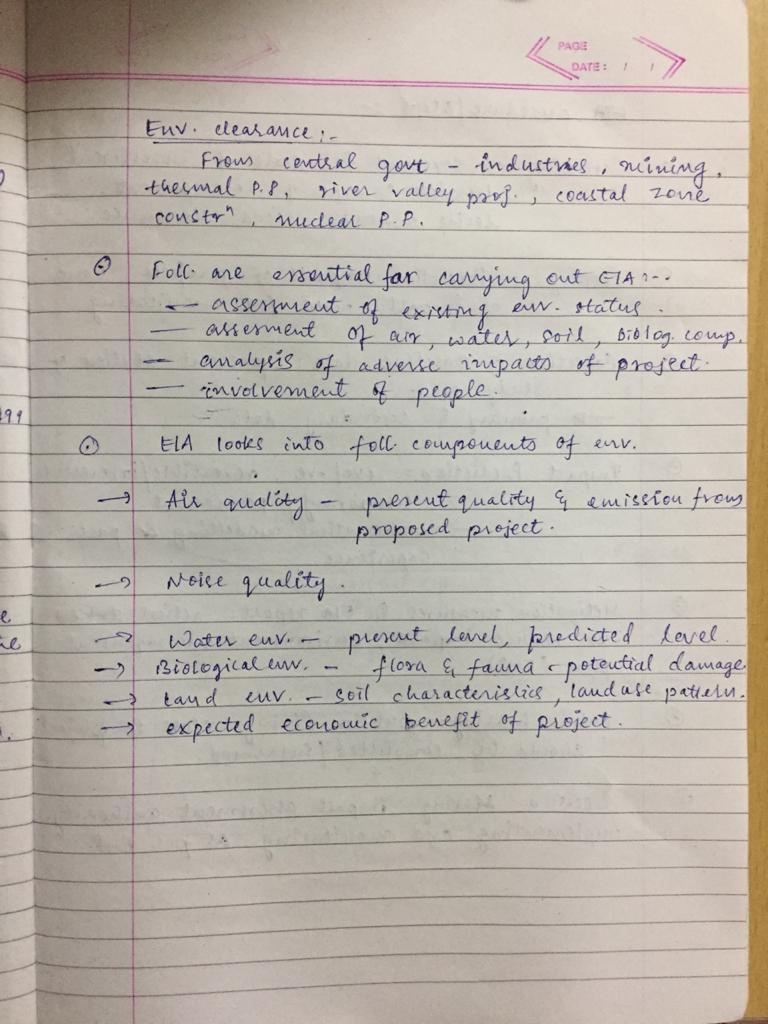 PAGE
DATE: / /
Env. clearance :-
From central govt - industries, mining,
thermal P.P, river valley proj., coastal zone
constrⁿ, nuclear P.P.
⊙ Foll. are essential for carrying out EIA :-
- assessment of existing env. status.
- assesment of air, water, soil, biolog. comp.
- analysis of adverse impacts of project.
- involvement of people.
⊙ EIA looks into foll. components of env.
→ Air quality - present quality & emission from
proposed project.
→ Noise quality.
→ Water env. - present level, predicted level.
→ Biological env. - flora & fauna - potential damage
→ Land env. - soil characteristics, landuse pattern.
→ expected economic benefit of project.